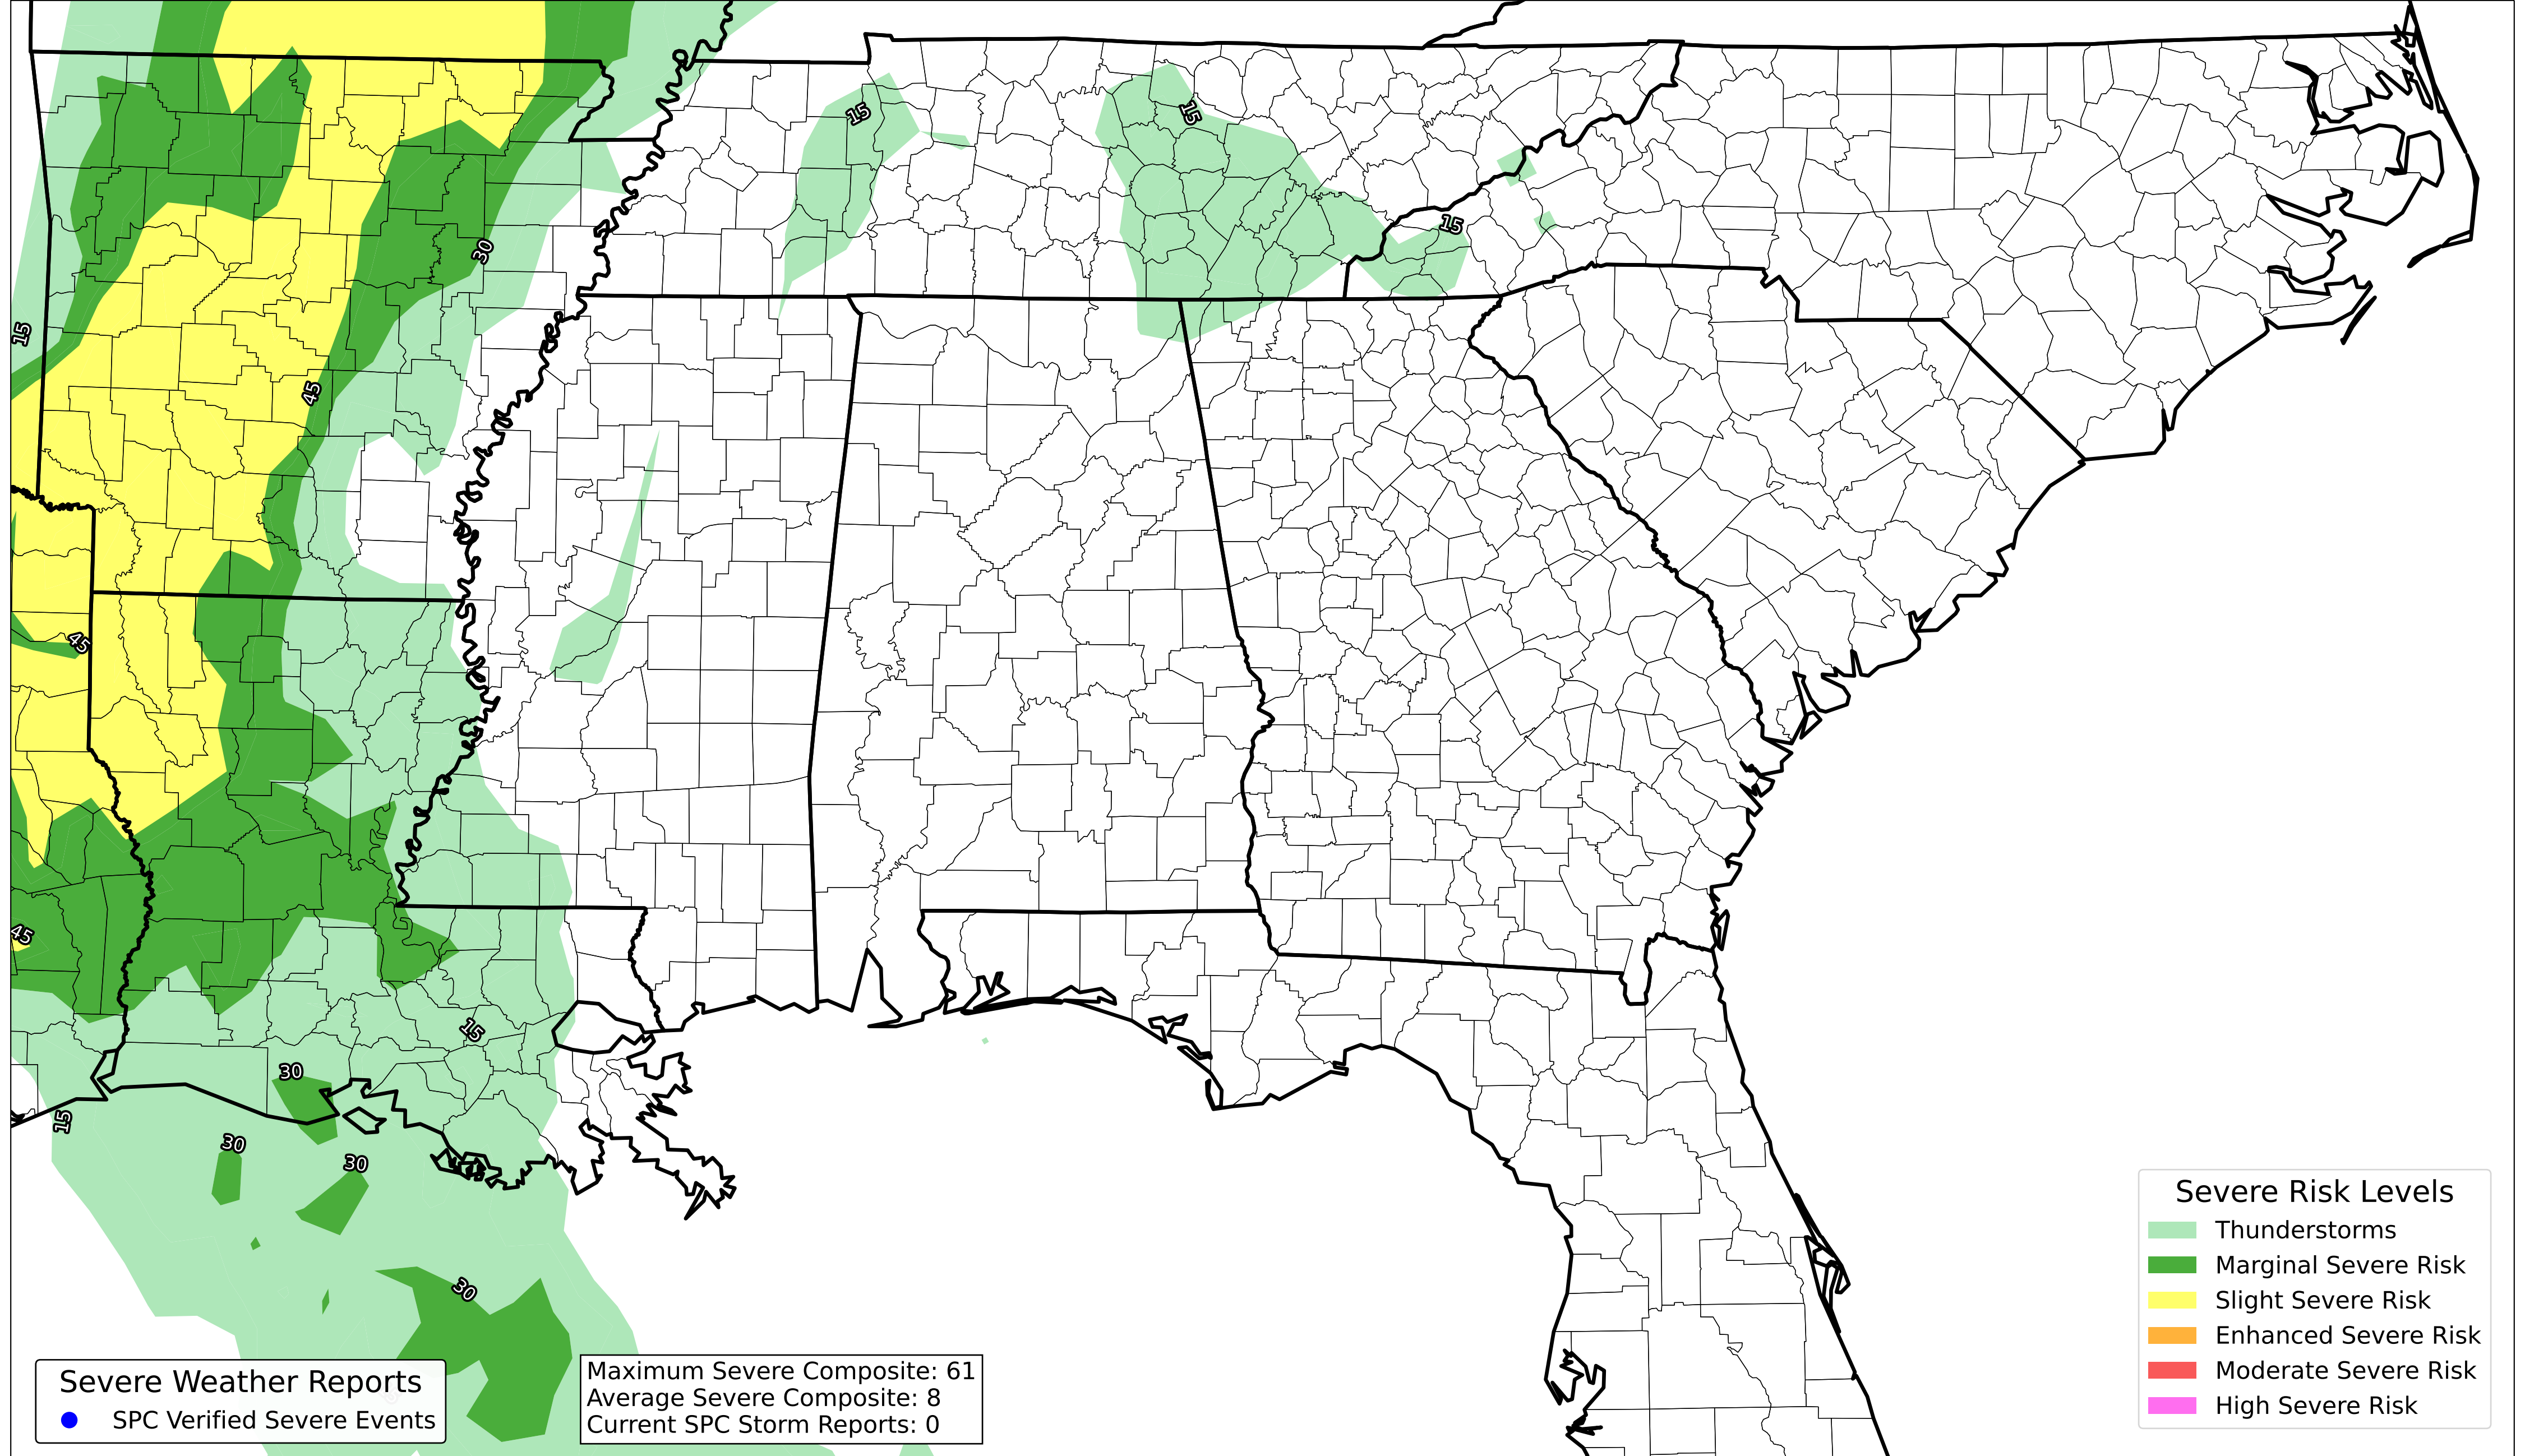 15
15
15
30
15
45
45
45
15
30
15
30
30
30
Severe Risk Levels
Thunderstorms
Marginal Severe Risk
Slight Severe Risk
Enhanced Severe Risk
Moderate Severe Risk
High Severe Risk
Severe Weather Reports
SPC Verified Severe Events
Maximum Severe Composite: 61
Average Severe Composite: 8
Current SPC Storm Reports: 0